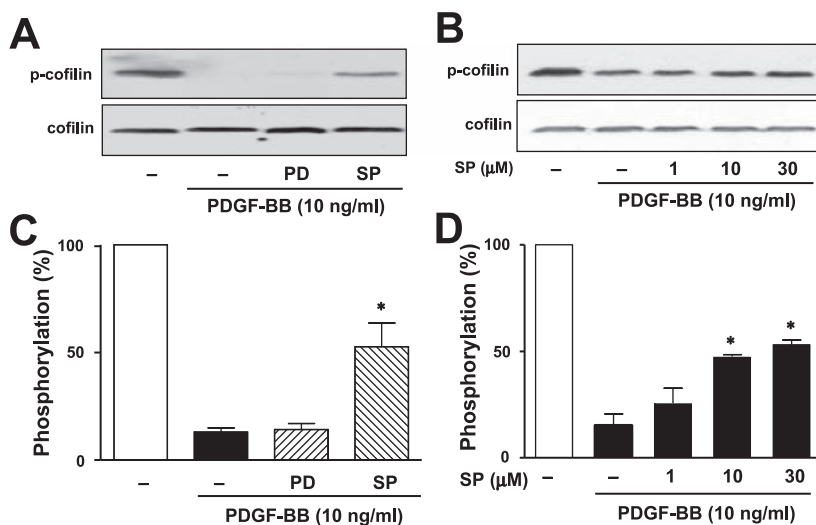 A
p-cofilin
cofilin
– – PD SP
PDGF-BB (10 ng/ml)
B
p-cofilin
cofilin
SP (μM) – – 1 10 30
PDGF-BB (10 ng/ml)
C
Phosphorylation (%)
100
50
0
*
– – PD SP
PDGF-BB (10 ng/ml)
D
Phosphorylation (%)
100
50
0
* *
SP (μM) – – 1 10 30
PDGF-BB (10 ng/ml)